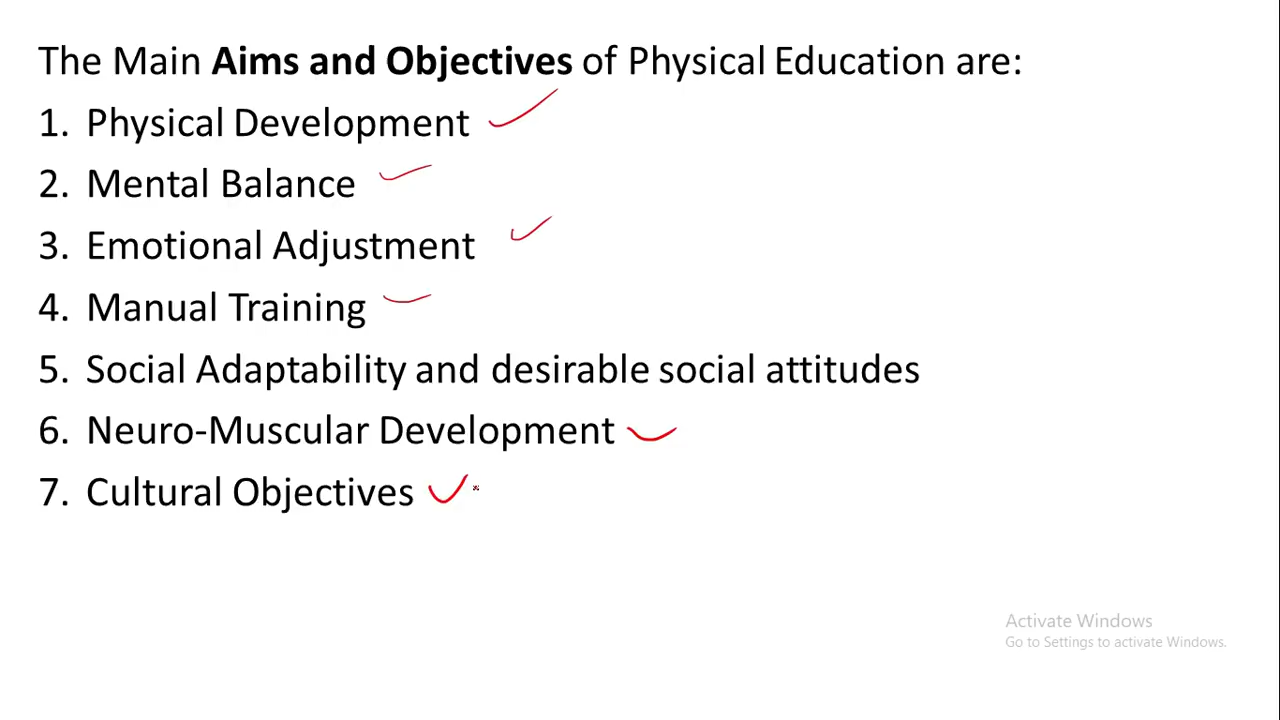 The Main Aims and Objectives of Physical Education are:
1. Physical Development
2. Mental Balance
3. Emotional Adjustment
4. Manual Training
5. Social Adaptability and desirable social attitudes
6. Neuro-Muscular Development
7. Cultural Objectives
Activate Windows
Go to Settings to activate Windows.